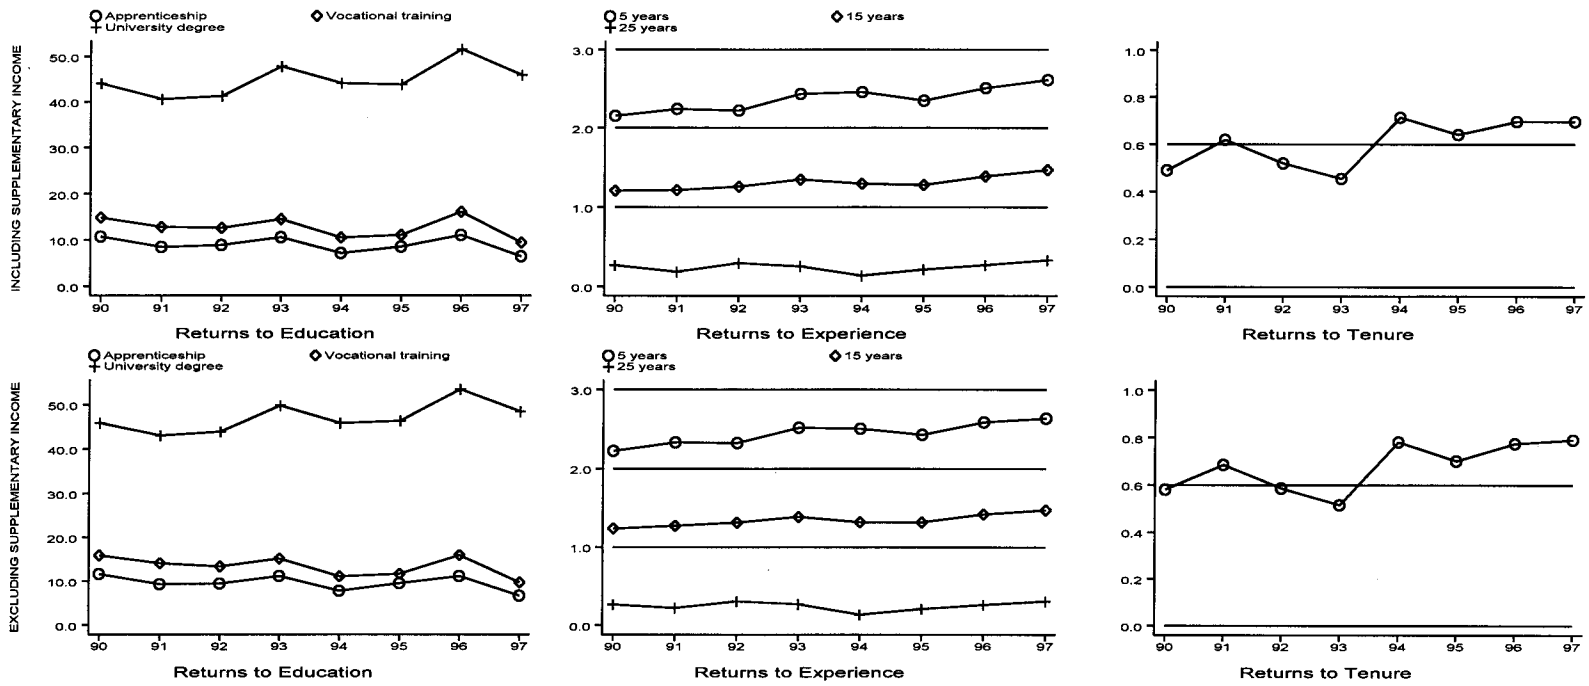 Apprenticeship Vocational training
University degree
INCLUDING SUPPLEMENTARY INCOME
50.0
40.0
30.0
20.0
10.0
0.0
90 91 92 93 94 95 96 97
Returns to Education
5 years 15 years
25 years
3.0
2.0
1.0
0.0
90 91 92 93 94 95 96 97
Returns to Experience
1.0
0.8
0.6
0.4
0.2
0.0
90 91 92 93 94 95 96 97
Returns to Tenure
Apprenticeship Vocational training
University degree
EXCLUDING SUPPLEMENTARY INCOME
50.0
40.0
30.0
20.0
10.0
0.0
90 91 92 93 94 95 96 97
Returns to Education
5 years 15 years
25 years
3.0
2.0
1.0
0.0
90 91 92 93 94 95 96 97
Returns to Experience
1.0
0.8
0.6
0.4
0.2
0.0
90 91 92 93 94 95 96 97
Returns to Tenure